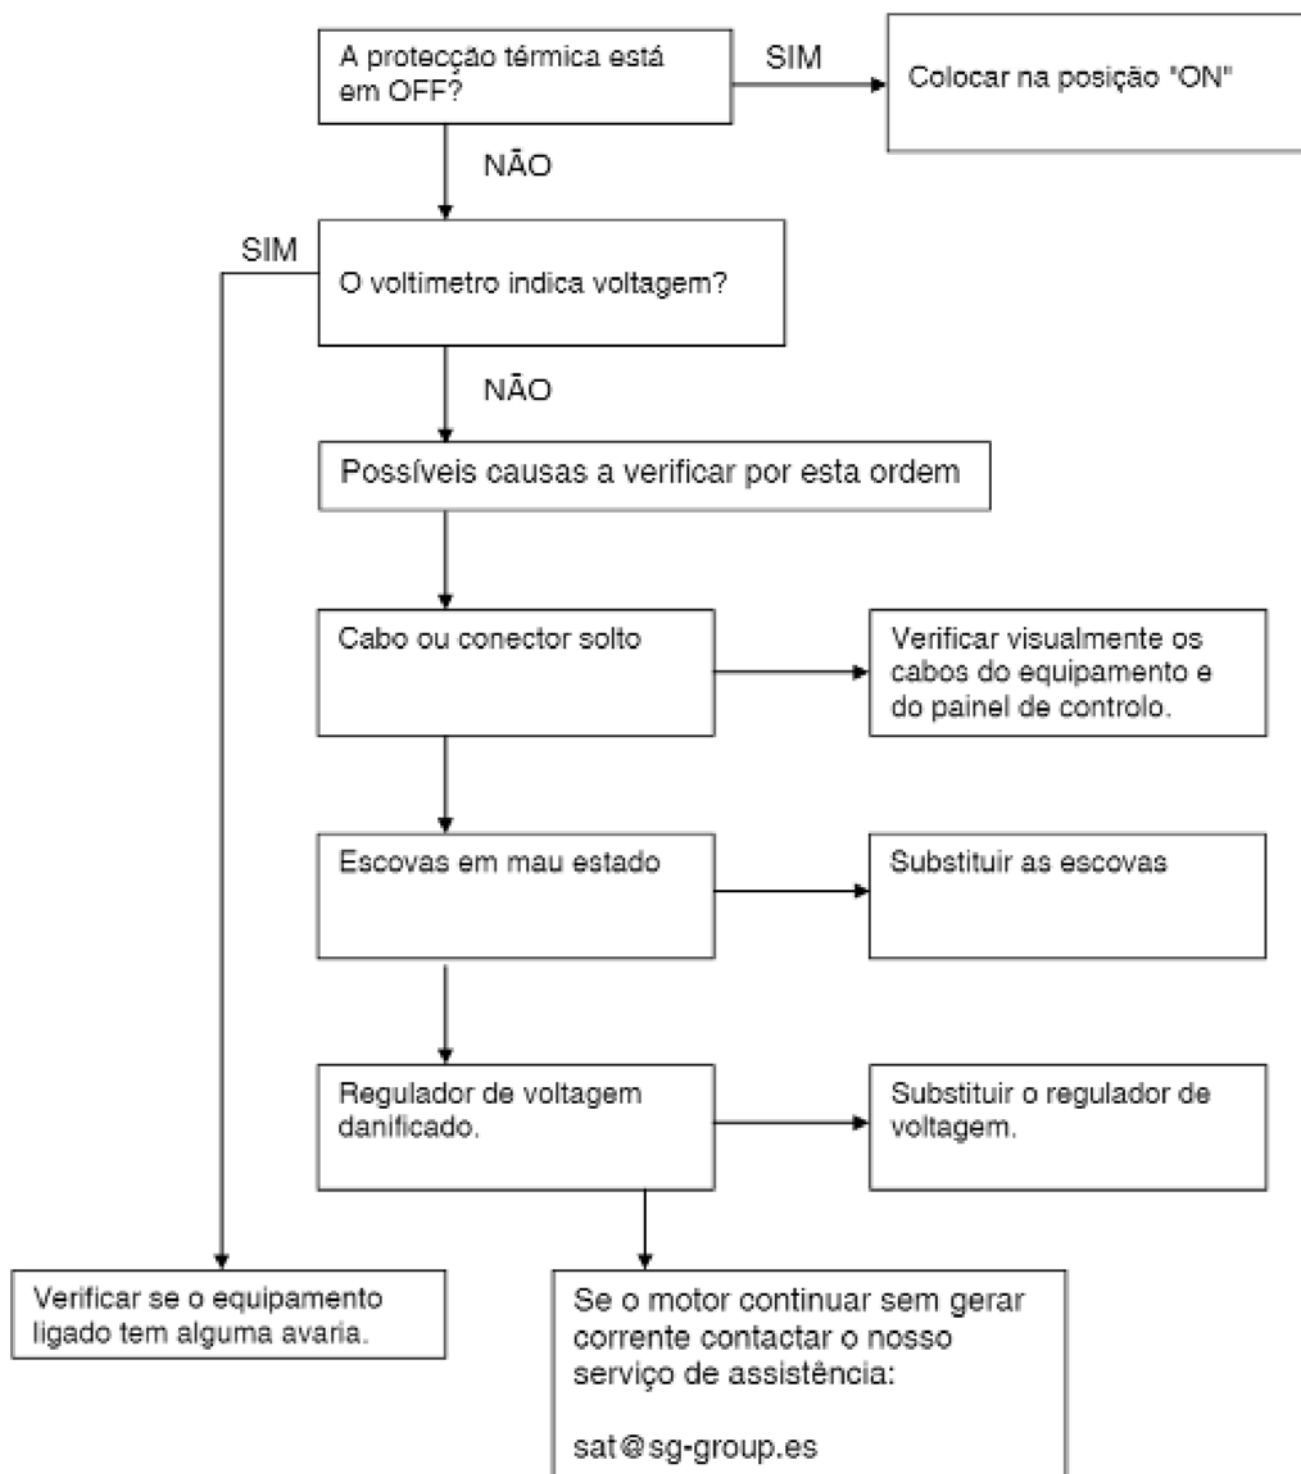 A protecção térmica está
em OFF?
SIM
Colocar na posição "ON"
NÃO
SIM
O voltímetro indica voltagem?
NÃO
Possíveis causas a verificar por esta ordem
Cabo ou conector solto
Verificar visualmente os
cabos do equipamento e
do painel de controlo.
Escovas em mau estado
Substituir as escovas
Regulador de voltagem
danificado.
Substituir o regulador de
voltagem.
Verificar se o equipamento
ligado tem alguma avaria.
Se o motor continuar sem gerar
corrente contactar o nosso
serviço de assistência:
sat@sg-group.es